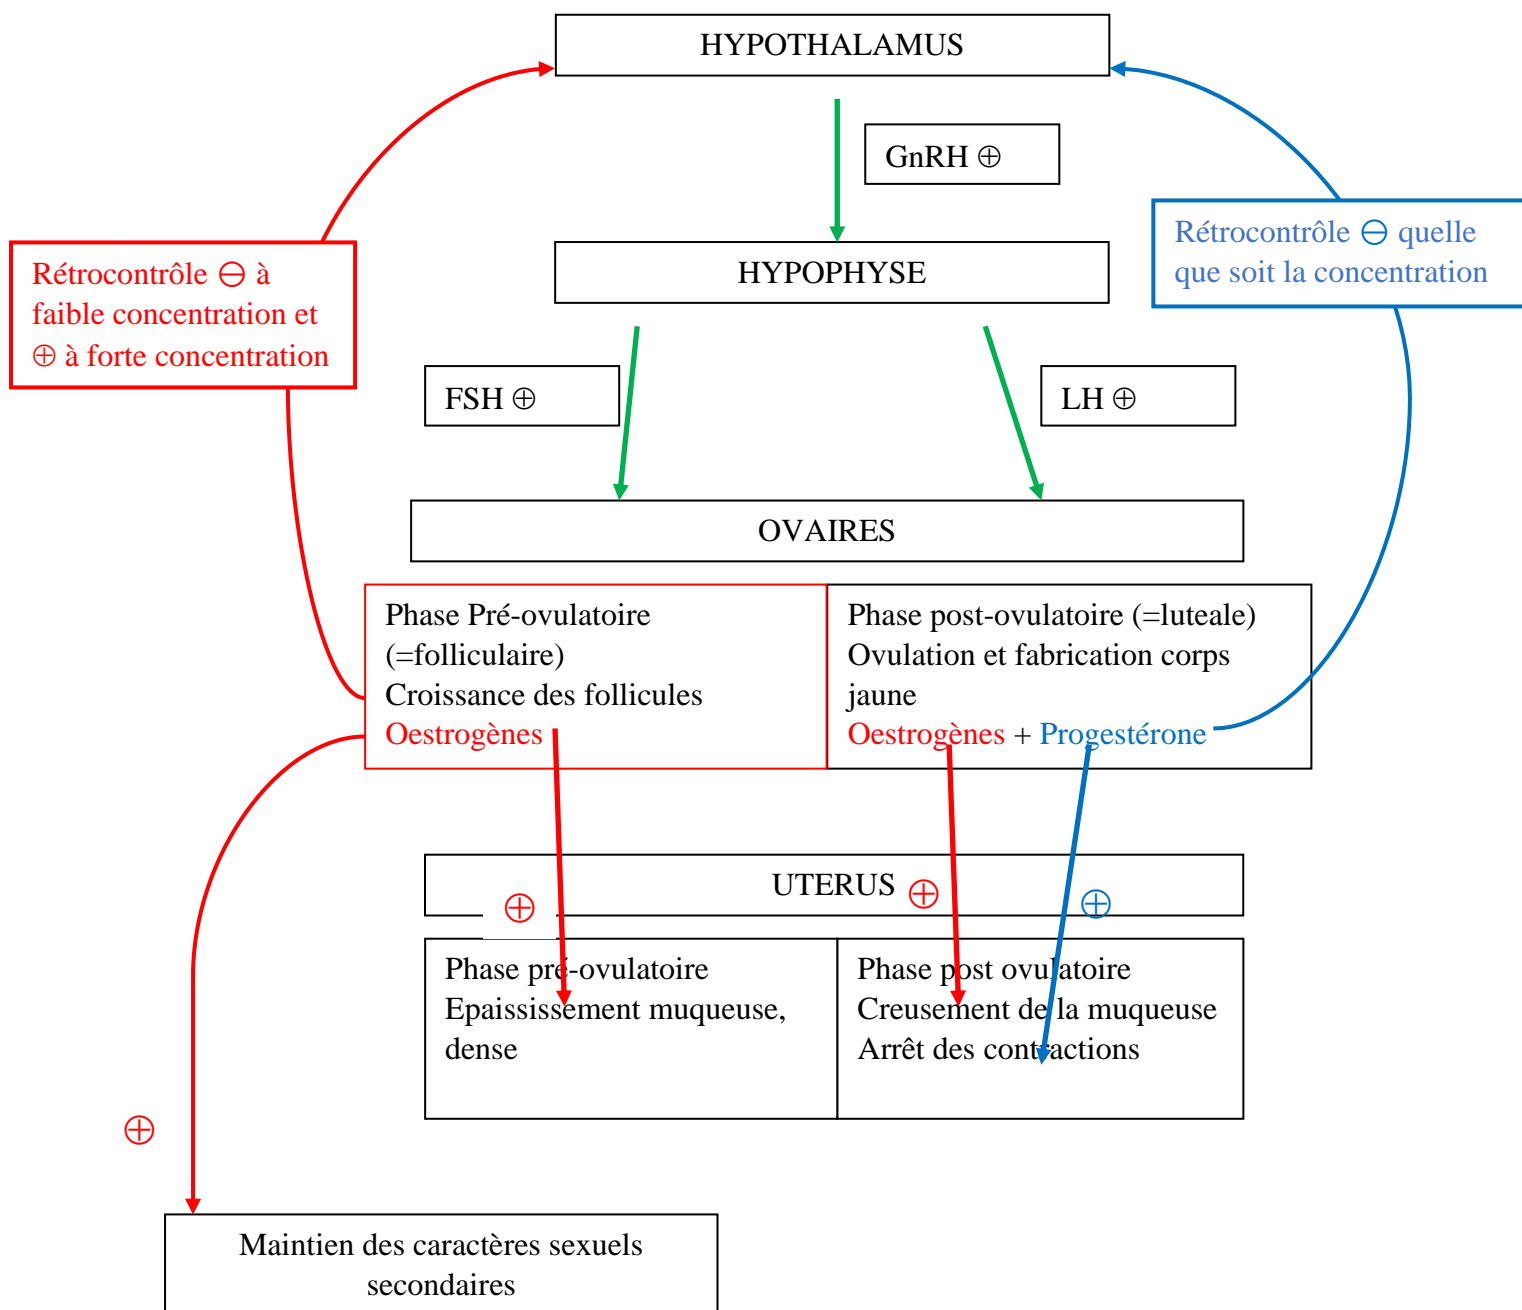 HYPOTHALAMUS
GnRH ⊕
Rétrocontrôle ⊖ quelle
que soit la concentration
Rétrocontrôle ⊖ à
faible concentration et
⊕ à forte concentration
HYPOPHYSE
FSH ⊕
LH ⊕
OVAIRES
Phase Pré-ovulatoire
(=folliculaire)
Croissance des follicules
Oestrogènes
Phase post-ovulatoire (=luteale)
Ovulation et fabrication corps
jaune
Oestrogènes + Progestérone
UTERUS
⊕
⊕
⊕
Phase pré-ovulatoire
Epaississement muqueuse,
dense
Phase post ovulatoire
Creusement de la muqueuse
Arrêt des contractions
⊕
Maintien des caractères sexuels
secondaires